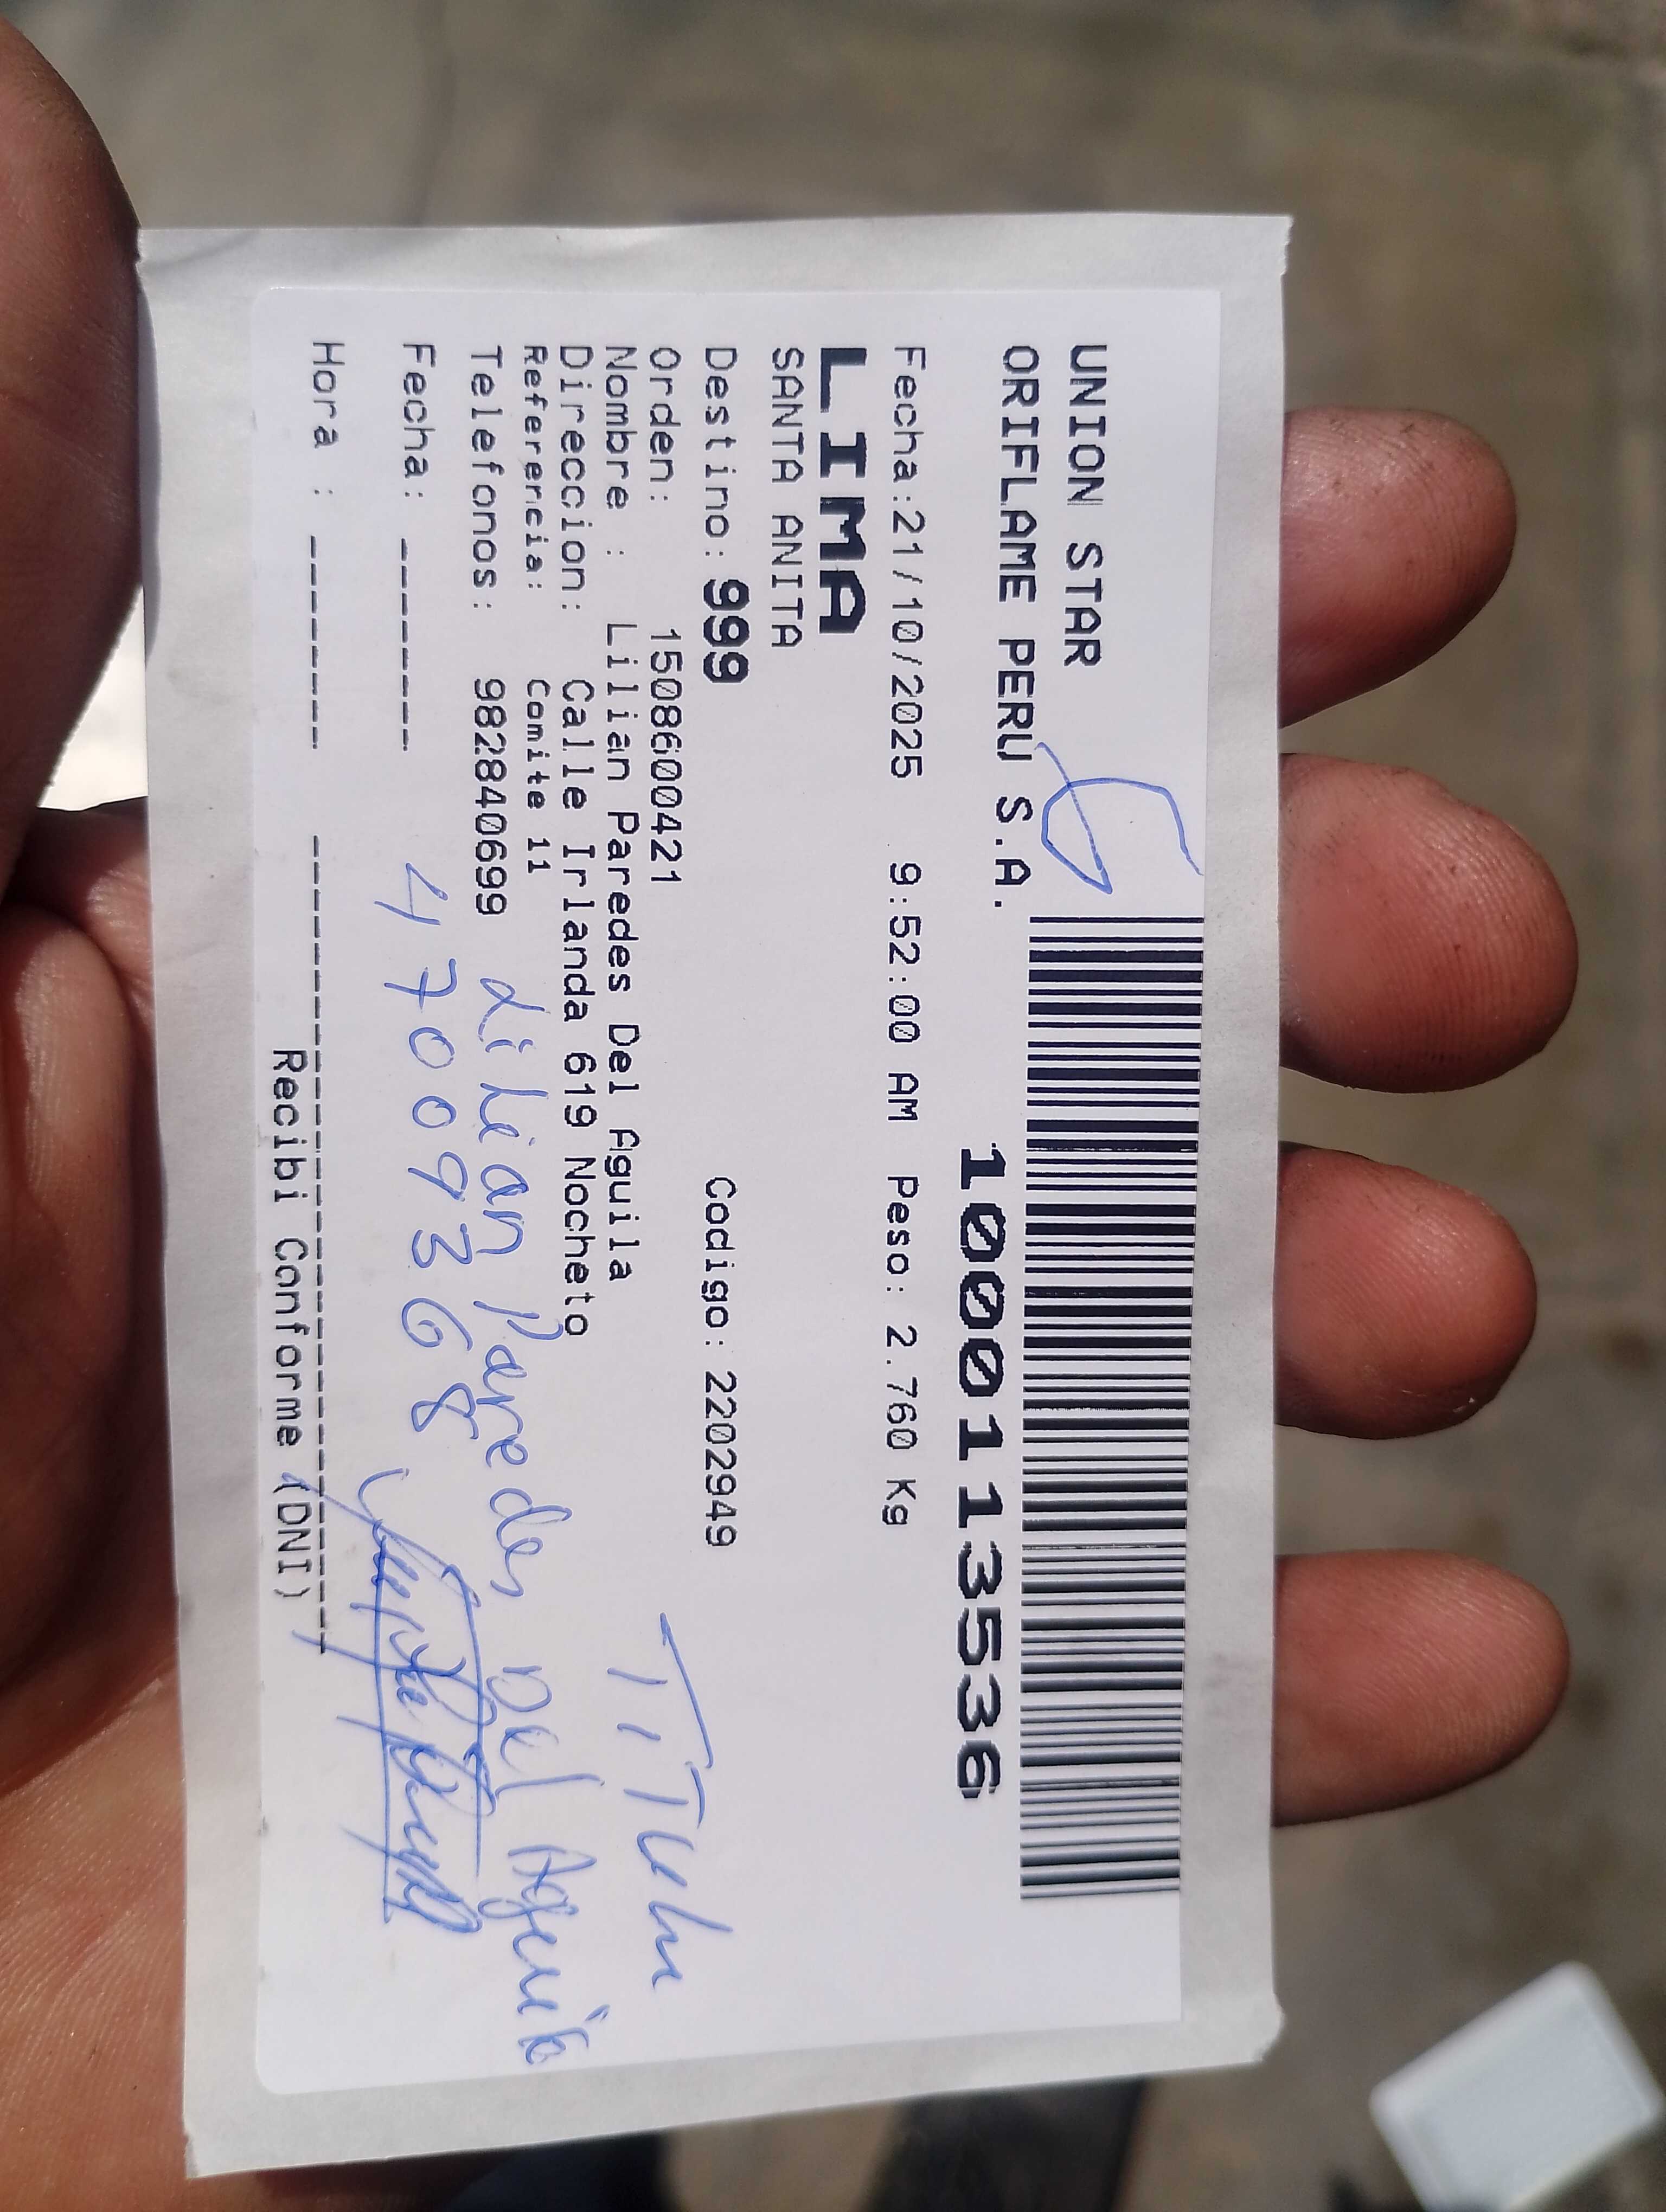 UNION STAR
ORIFLAME PERU S.A.
1000113536
Fecha:21/10/2025 9:52:00 AM Peso: 2.760 Kg
LIMA
SANTA ANITA
Destino: 999 Codigo: 2202949
Orden: 1508600421
Nombre : Lilian Paredes Del Aguila
Direccion: Calle Irlanda 619 Nocheto
Referencia: Comite 11
Telefonos: 982840699
TiTulu
Lilian Paredes Del Aguila
Fecha: --------
47009368
Hora : --------
Recibi Conforme (DNI)